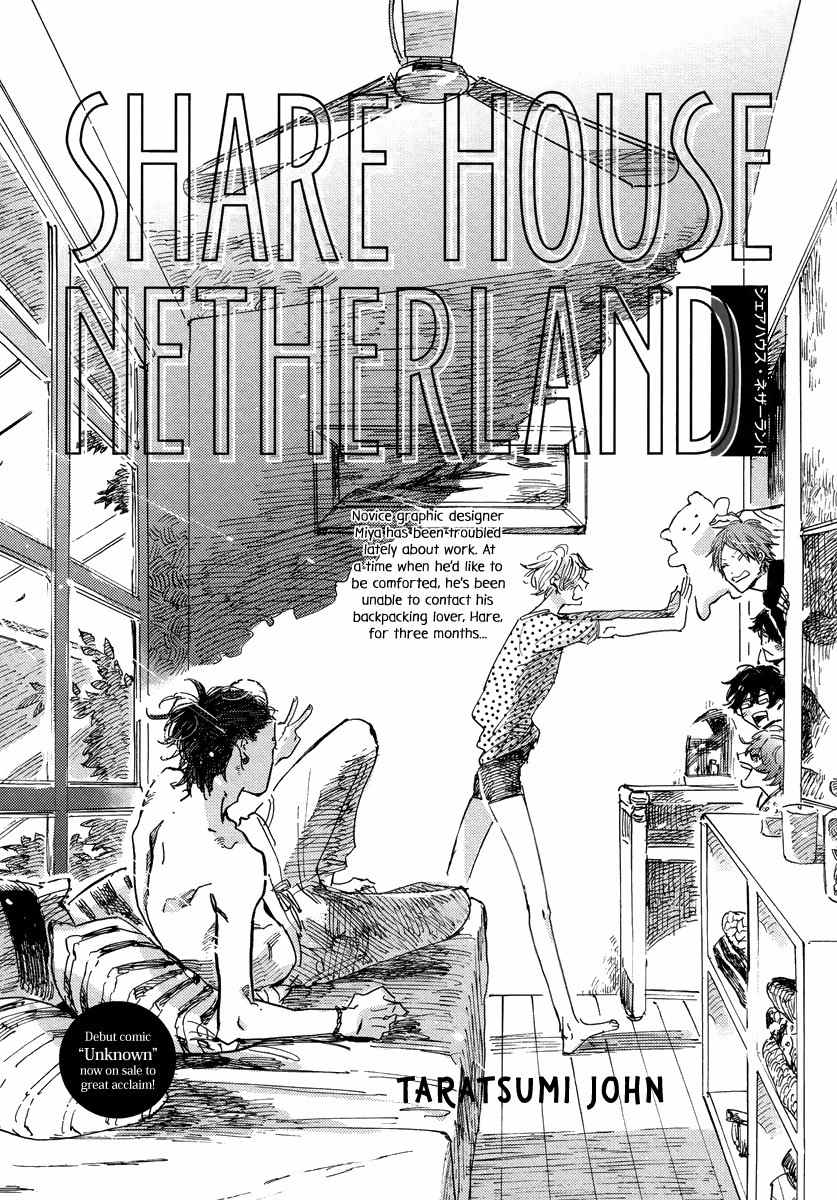 SHARE HOUSE
NETHERLAND
シェアハウス・ネザーランド
Novice graphic designer
Miya has been troubled
lately about work. At
a time when he'd like to
be comforted, he's been
unable to contact his
backpacking lover, Hare,
for three months...
Debut comic
“Unknown”
now on sale to
great acclaim!
TARATSUMI JOHN